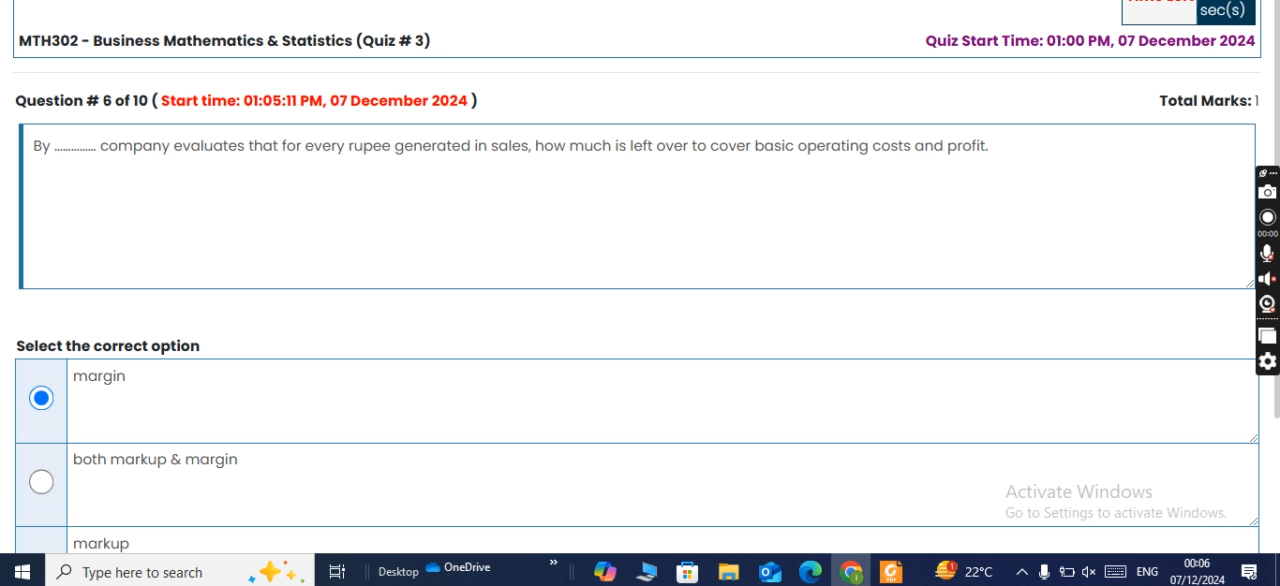 sec(s)
MTH302 - Business Mathematics & Statistics (Quiz # 3)
Quiz Start Time: 01:00 PM, 07 December 2024
Question # 6 of 10 ( Start time: 01:05:11 PM, 07 December 2024 )
Total Marks: 1
By ............... company evaluates that for every rupee generated in sales, how much is left over to cover basic operating costs and profit.
00:00
Select the correct option
margin
both markup & margin
Activate Windows
Go to Settings to activate Windows.
markup
Type here to search
Desktop
OneDrive
22°C
ENG
00:06
07/12/2024